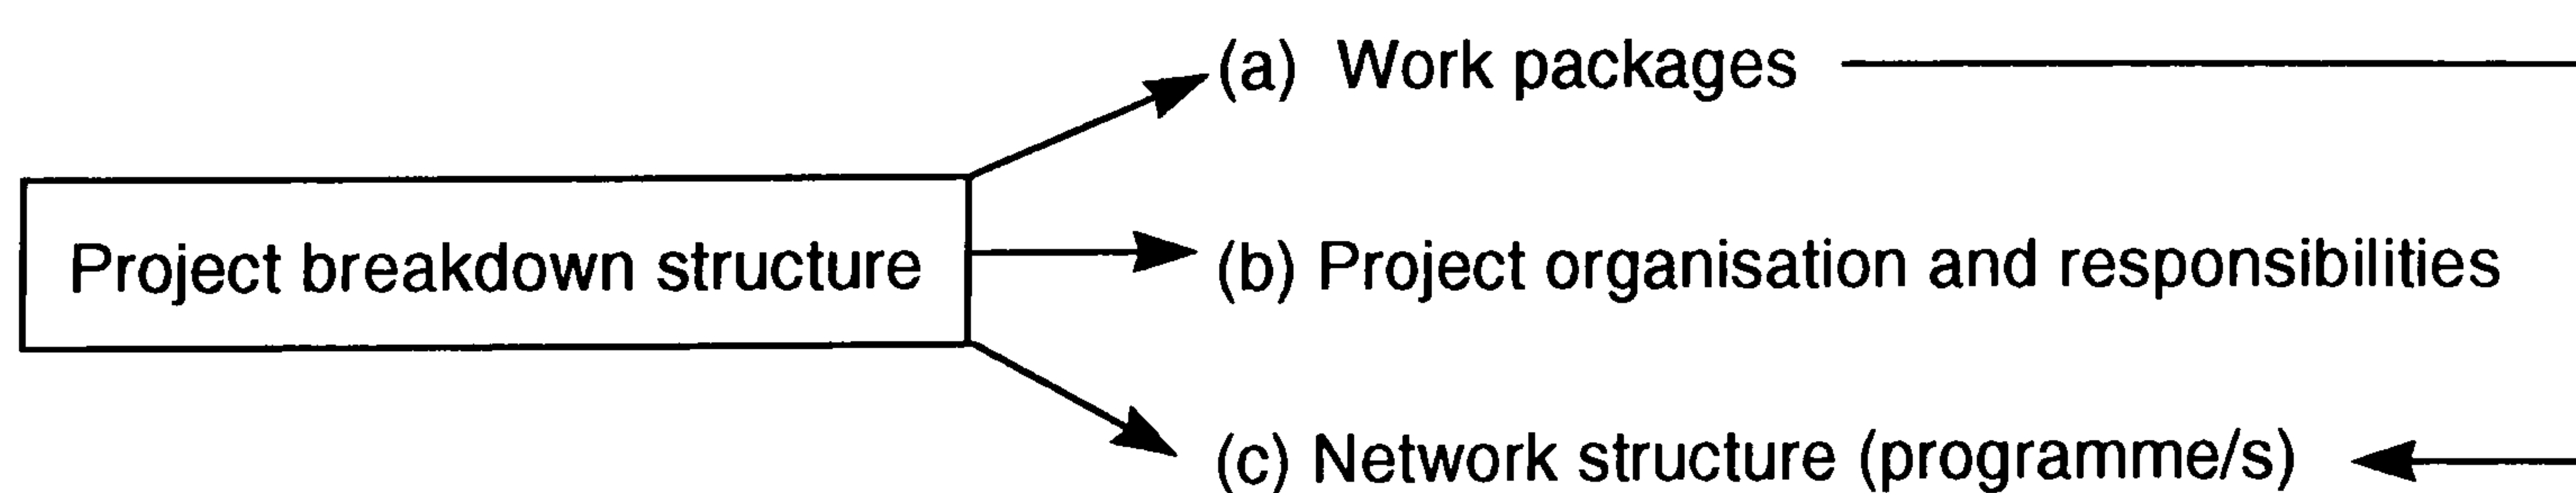 (a) Work packages
Project breakdown structure
(b) Project organisation and responsibilities
(c) Network structure (programme/s)